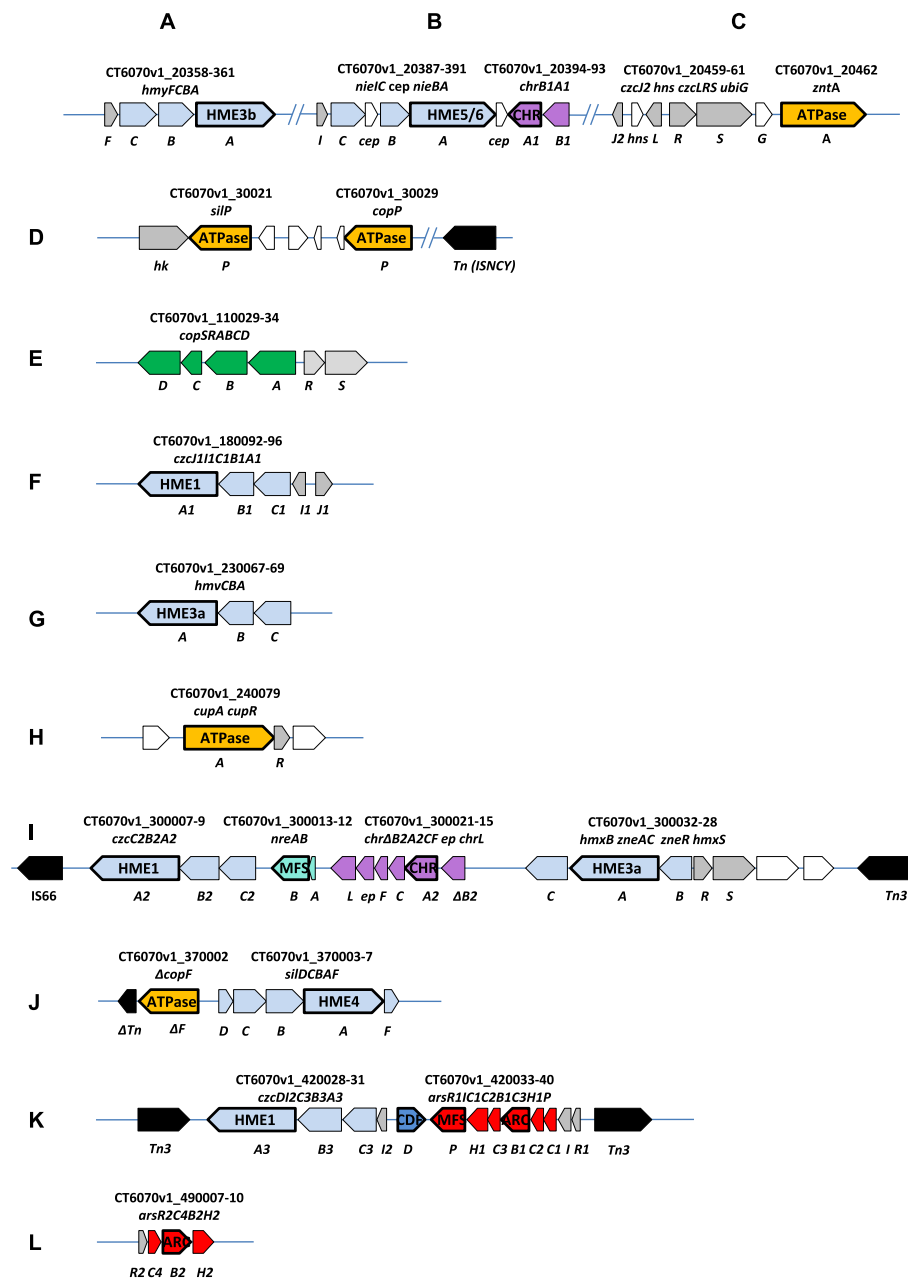 A B C
CT6070v1_20358-361 CT6070v1_20387-391 CT6070v1_20394-93 CT6070v1_20459-61 CT6070v1_20462
hmyFCBA nieIC cep nieBA chrB1A1 czcJ2 hns czcLRS ubiG zntA
HME3b HME5/6 CHR ATPase
F C B A I C cep B A cep A1 B1 J2 hns L R S G A
CT6070v1_30021 CT6070v1_30029
silP copP
D ATPase ATPase
hk P P Tn (ISNCY)
CT6070v1_110029-34
copSRABCD
E
D C B A R S
CT6070v1_180092-96
czcJ1I1C1B1A1
F HME1
A1 B1 C1 I1 J1
CT6070v1_230067-69
hmvCBA
G HME3a
A B C
CT6070v1_240079
cupA cupR
H ATPase
A R
I
CT6070v1_300007-9 CT6070v1_300013-12 CT6070v1_300021-15 CT6070v1_300032-28
czcC2B2A2 nreAB chrΔB2A2CF ep chrL hmxB zneAC zneR hmxS
HME1 MFS CHR HME3a
IS66 A2 B2 C2 B A L ep F C A2 ΔB2 C A B R S Tn3
CT6070v1_370002 CT6070v1_370003-7
ΔcopF silDCBAF
J ATPase HME4
ΔTn ΔF D C B A F
CT6070v1_420028-31 CT6070v1_420033-40
czcDI2C3B3A3 arsR1IC1C2B1C3H1P
K HME1 CDF MFS ARC
Tn3 A3 B3 C3 I2 D P H1 C3 B1 C2 C1 I R1 Tn3
CT6070v1_490007-10
arsR2C4B2H2
L ARC
R2 C4 B2 H2